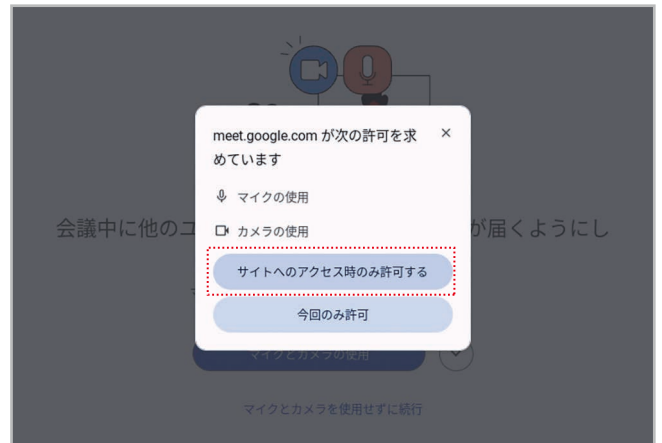 meet.google.com が次の許可を求
めています
マイクの使用
カメラの使用
会議中に他のユ
が届くようにし
サイトへのアクセス時のみ許可する
今回のみ許可
マイクとカメラの使用
マイクとカメラを使用せずに続行